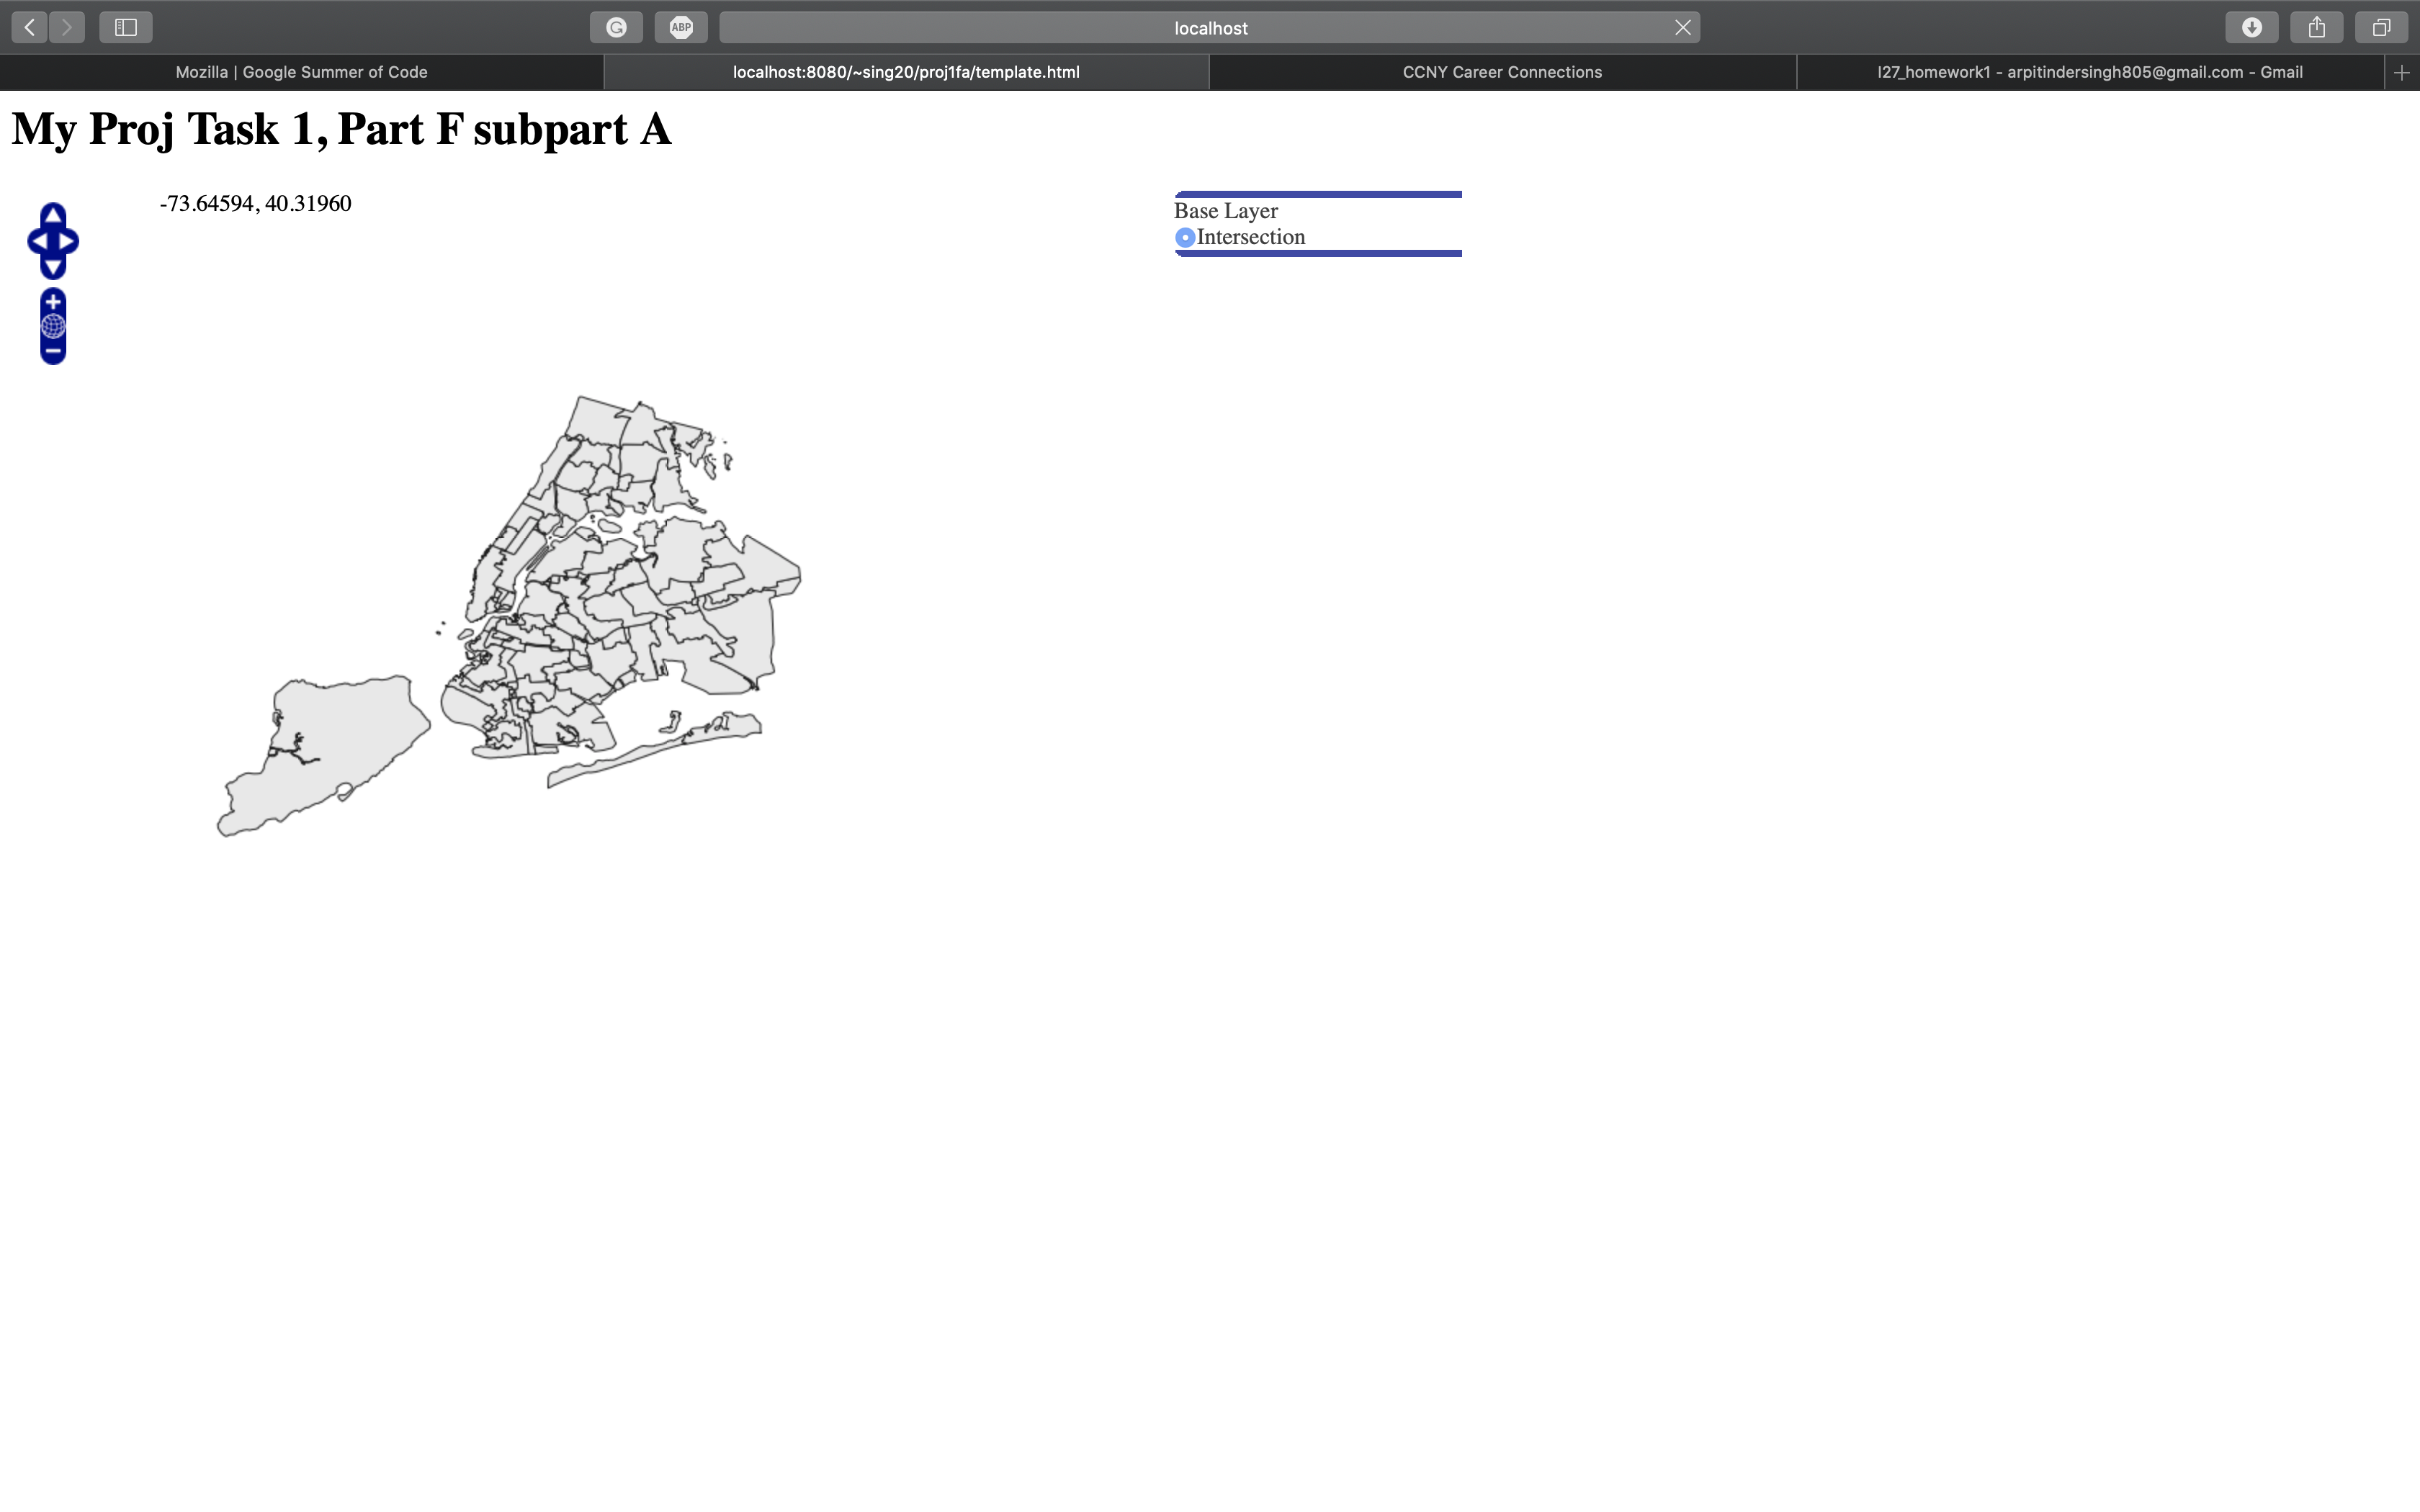 ABP
localhost
Mozilla | Google Summer of Code
localhost:8080/~sing20/proj1fa/template.html
CCNY Career Connections
I27_homework1 - arpitindersingh805@gmail.com - Gmail
My Proj Task 1, Part F subpart A
-73.64594, 40.31960
Base Layer
Intersection